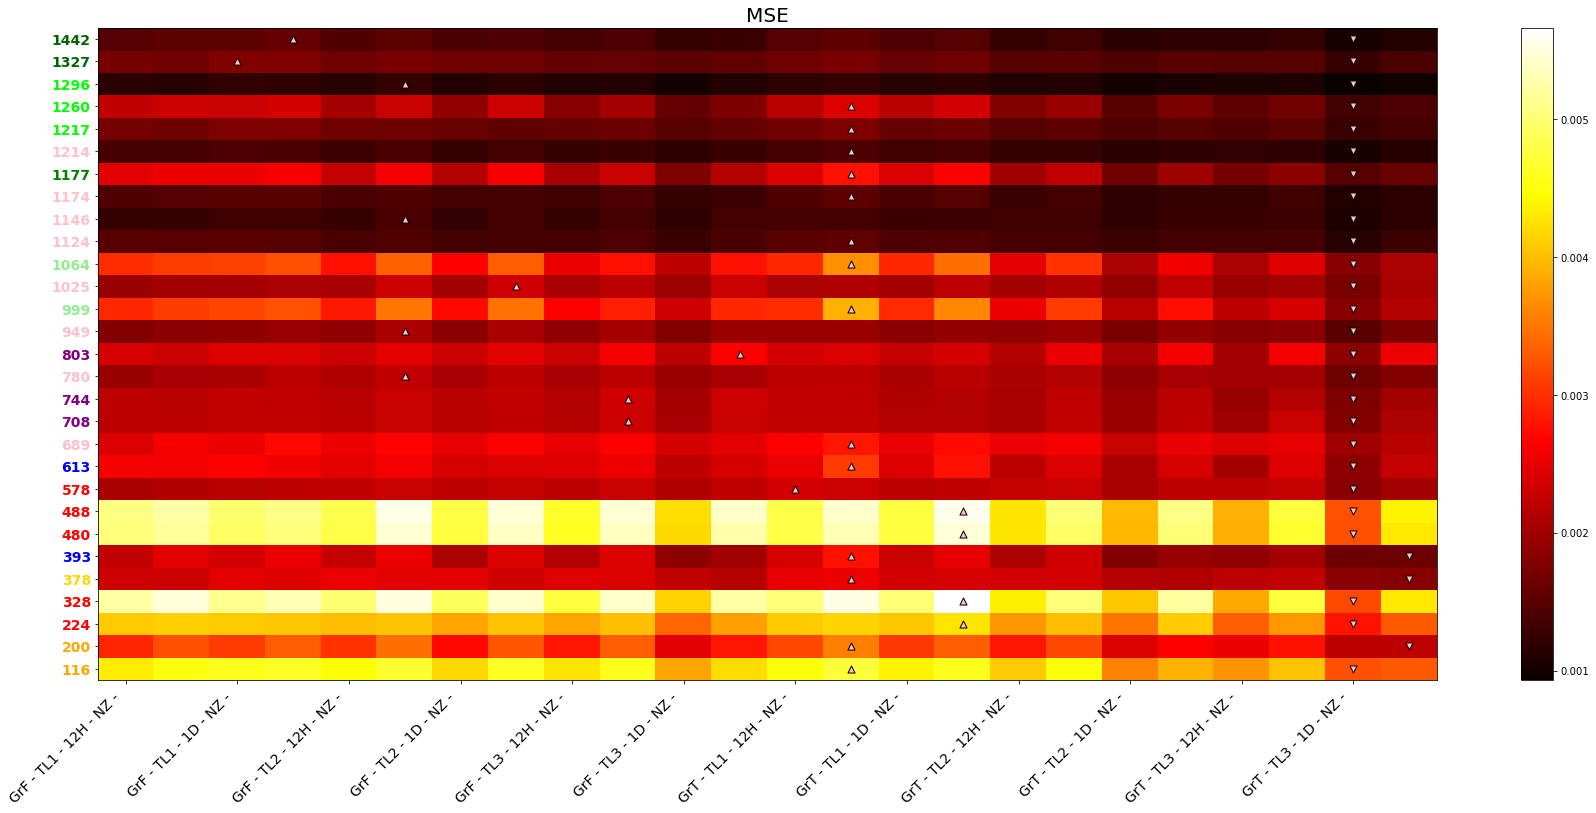 MSE
1442
1327
1296
1260
1217
1214
1177
1174
1146
1124
1064
1025
999
949
803
780
744
708
689
613
578
488
480
393
378
328
224
200
116
GrF - TL1 - 12H - NZ -
GrF - TL1 - 1D - NZ -
GrF - TL2 - 12H - NZ -
GrF - TL2 - 1D - NZ -
GrF - TL3 - 12H - NZ -
GrF - TL3 - 1D - NZ -
GrT - TL1 - 12H - NZ -
GrT - TL1 - 1D - NZ -
GrT - TL2 - 12H - NZ -
GrT - TL2 - 1D - NZ -
GrT - TL3 - 12H - NZ -
GrT - TL3 - 1D - NZ -
0.005
0.004
0.003
0.002
0.001